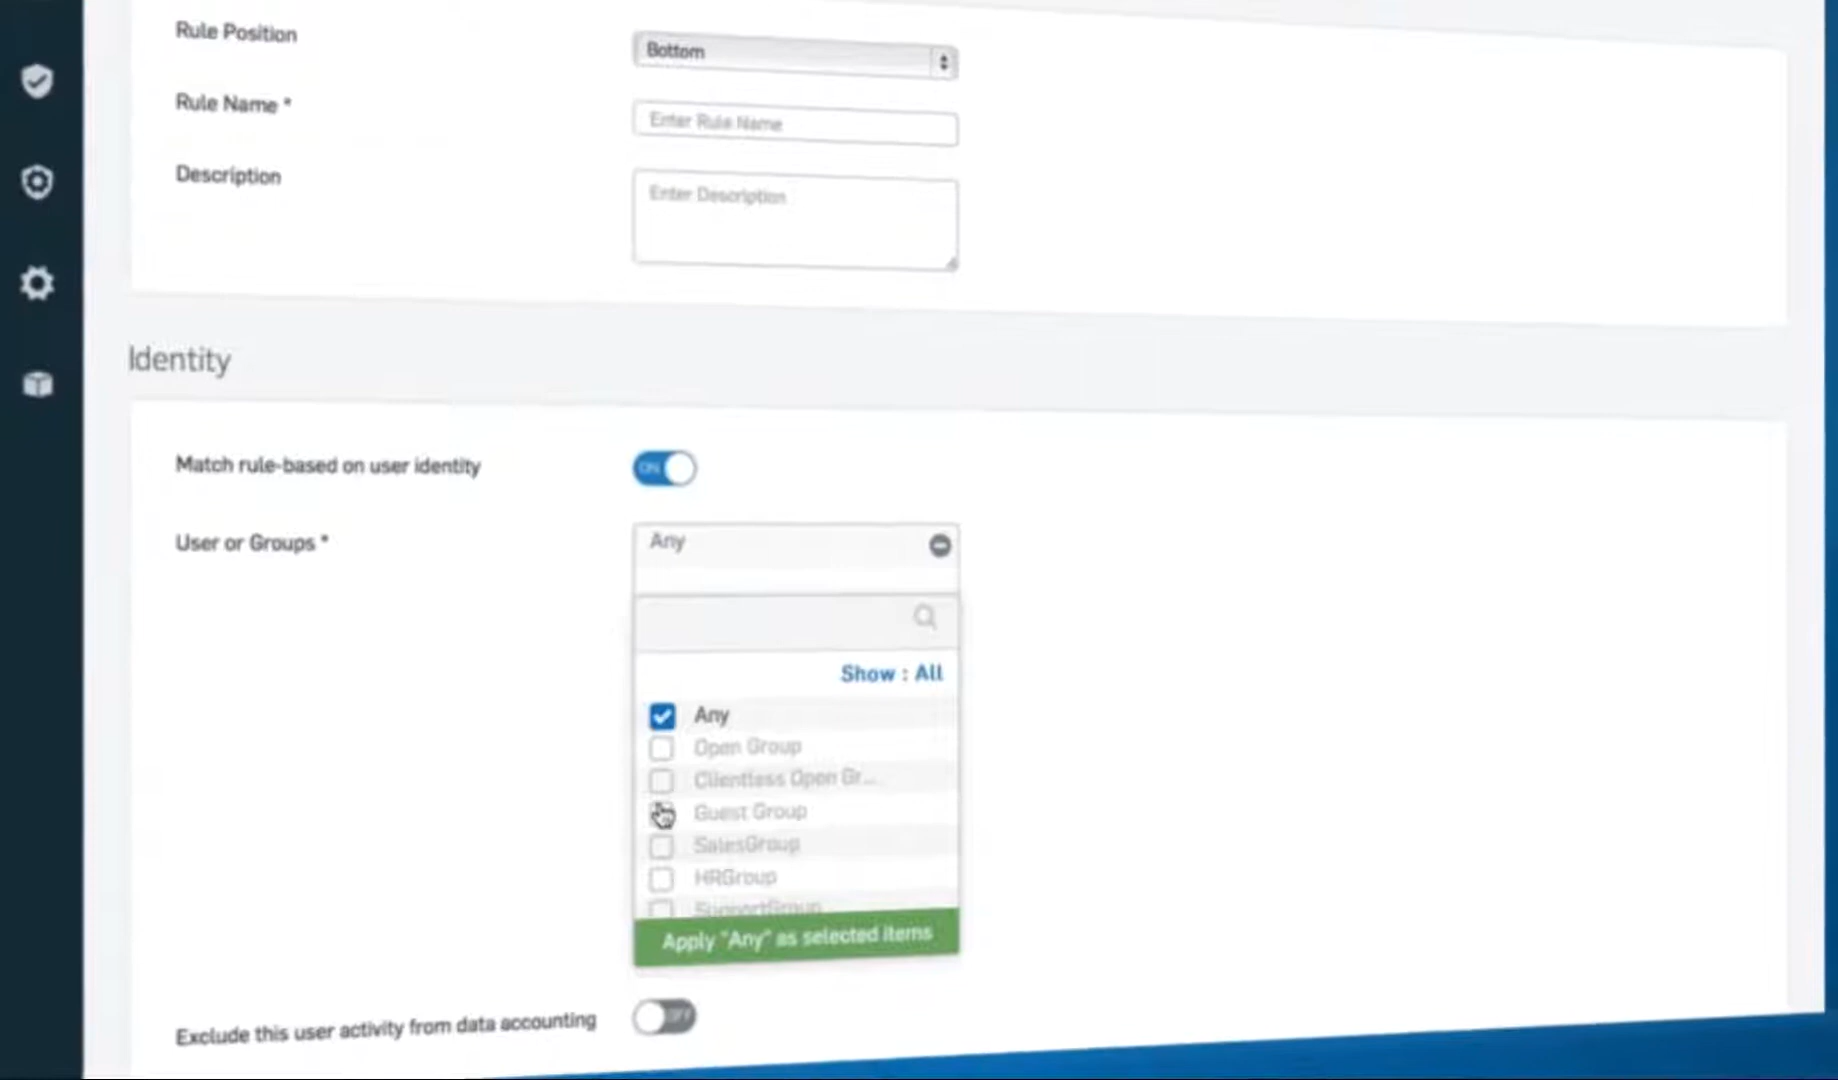 Rule Position
Bottom
Rule Name *
Enter Rule Name
Description
Enter Description
Identity
Match rule-based on user identity
ON
User or Groups *
Any
Show : All
Any
Open Group
Clientless Open Gr...
Guest Group
SalesGroup
HRGroup
SupportGroup
Apply "Any" as selected items
Exclude this user activity from data accounting
OFF